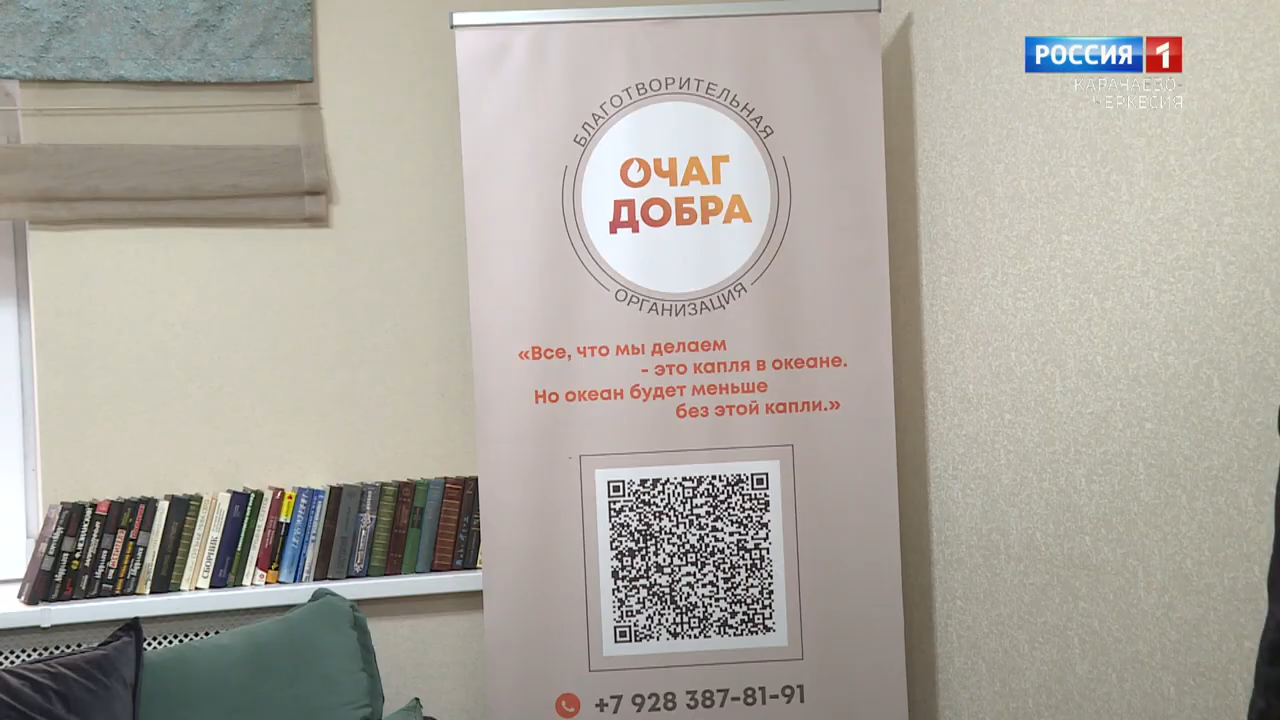 РОССИЯ 1
КАРАЧАЕВО-
ЧЕРКЕСИЯ
БЛАГОТВОРИТЕЛЬНАЯ
ОЧАГ
ДОБРА
ОРГАНИЗАЦИЯ
«Все, что мы делаем
- это капля в океане.
Но океан будет меньше
без этой капли.»
СБОРНИК
+7 928 387-81-91